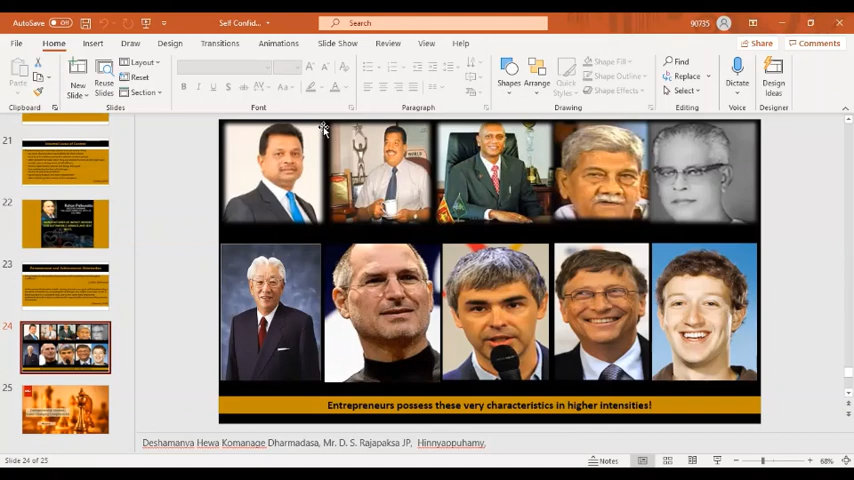 AutoSave Off Self Confid... Search 90735
File Home Insert Draw Design Transitions Animations Slide Show Review View Help Share Comments
Paste New Slide Reuse Slides Layout Reset Section Shapes Arrange Quick Styles Shape Fill Shape Outline Shape Effects Find Replace Select Dictate Design Ideas
Clipboard Slides Font Paragraph Drawing Editing Voice Designer
21
22
23
24
25
Entrepreneurs possess these very characteristics in higher intensities!
Deshamanya Hewa Komanage Dharmadasa, Mr. D. S. Rajapaksa JP, Hinnyappuhamy,
Slide 24 of 25 Notes 68%